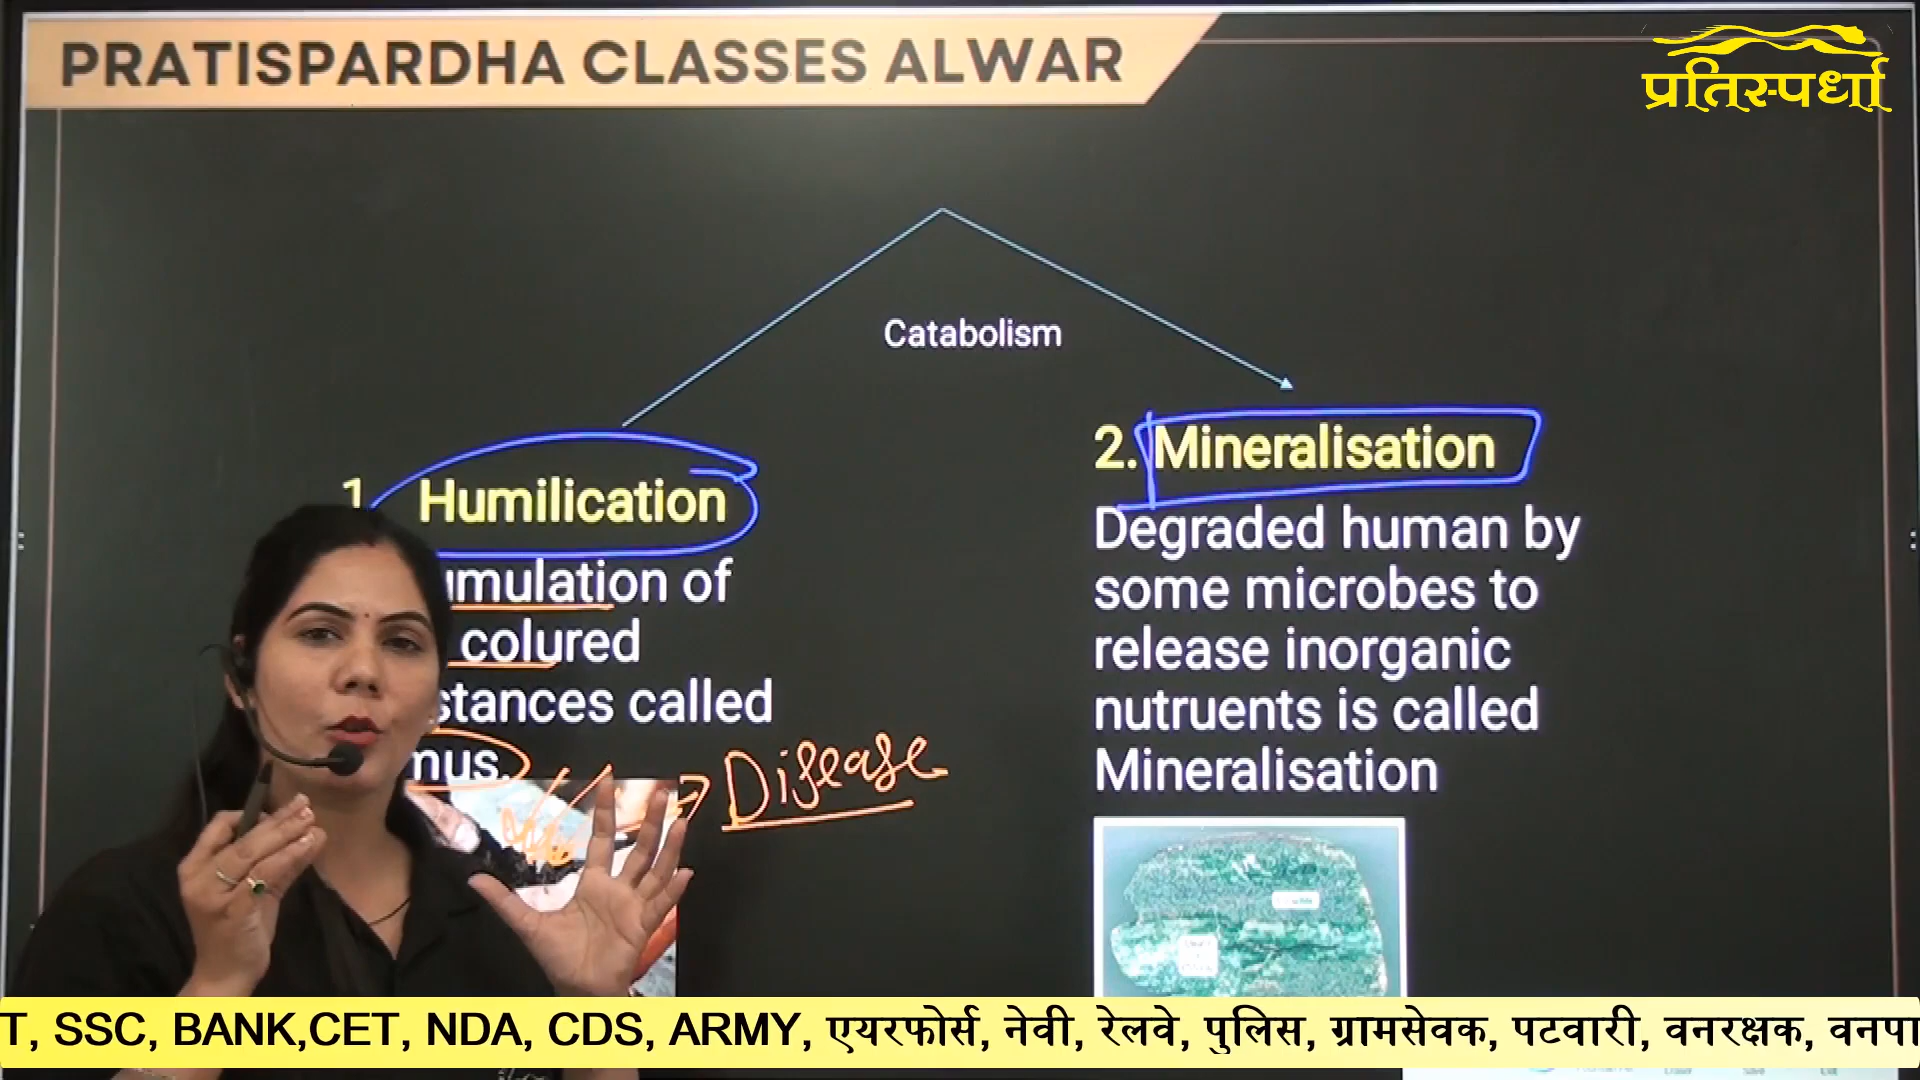 PRATISPARDHA CLASSES ALWAR
प्रतिस्पर्धा
Catabolism
1. Humilication
umulation of
colured
stances called
mus.
Disease
2. Mineralisation
Degraded human by
some microbes to
release inorganic
nutruents is called
Mineralisation
T, SSC, BANK,CET, NDA, CDS, ARMY, एयरफोर्स, नेवी, रेलवे, पुलिस, ग्रामसेवक, पटवारी, वनरक्षक, वनपा